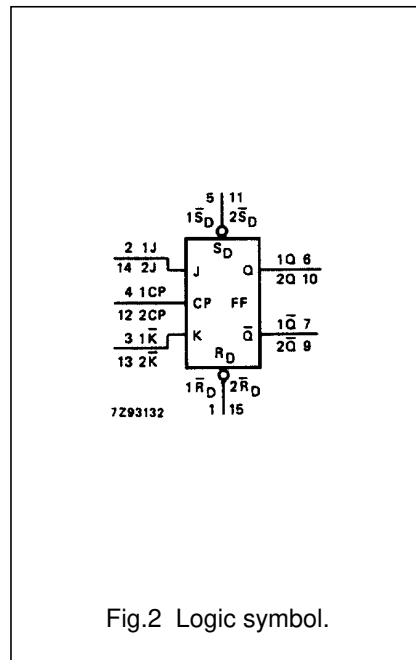 5 11
1S̅D 2S̅D
SD
2 1J
14 2J
J
Q
1Q 6
2Q 10
4 1CP
12 2CP
CP FF
3 1K̅
13 2K̅
K
Q̅
1Q̅ 7
2Q̅ 9
RD
1R̅D 2R̅D
1 15
7Z93132
Fig.2 Logic symbol.